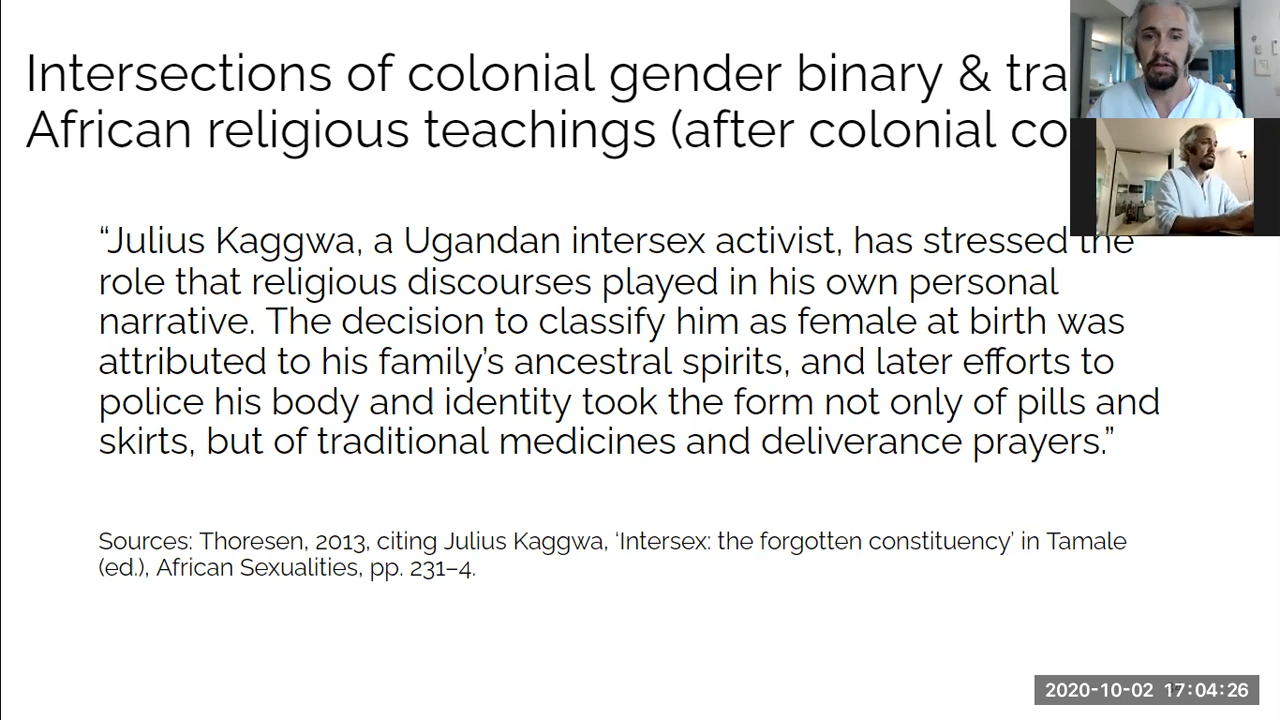 Intersections of colonial gender binary & tra
African religious teachings (after colonial co
“Julius Kaggwa, a Ugandan intersex activist, has stressed the
role that religious discourses played in his own personal
narrative. The decision to classify him as female at birth was
attributed to his family’s ancestral spirits, and later efforts to
police his body and identity took the form not only of pills and
skirts, but of traditional medicines and deliverance prayers.”
Sources: Thoresen, 2013, citing Julius Kaggwa, ‘Intersex: the forgotten constituency’ in Tamale
(ed.), African Sexualities, pp. 231–4.
2020-10-02 17:04:26